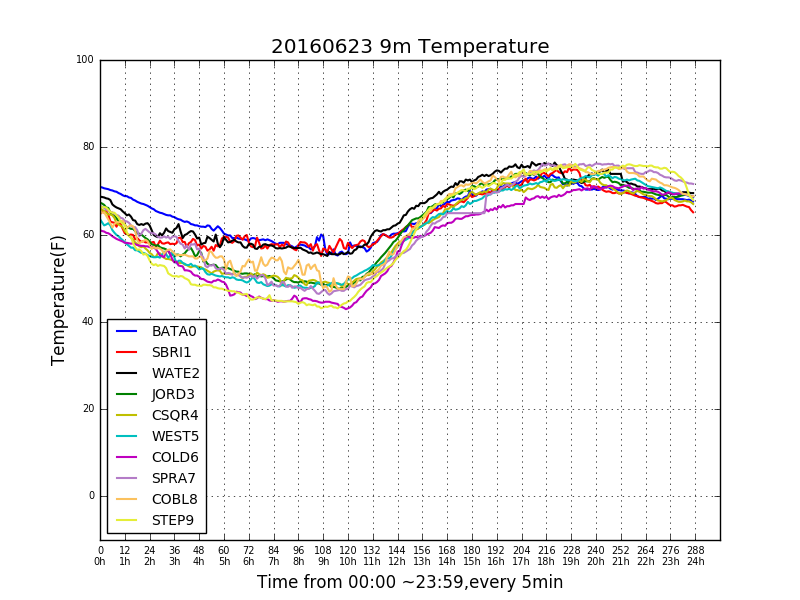 20160623 9m Temperature
100
80
60
40
20
0
Temperature(F)
BATA0
SBRI1
WATE2
JORD3
CSQR4
WEST5
COLD6
SPRA7
COBL8
STEP9
0 12 24 36 48 60 72 84 96 108 120 132 144 156 168 180 192 204 216 228 240 252 264 276 288
0h 1h 2h 3h 4h 5h 6h 7h 8h 9h 10h 11h 12h 13h 14h 15h 16h 17h 18h 19h 20h 21h 22h 23h 24h
Time from 00:00 ~23:59,every 5min